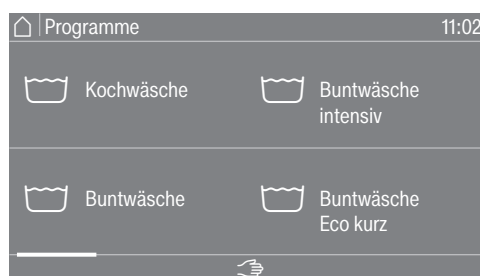 Programme 11:02
Kochwäsche
Buntwäsche
intensiv
Buntwäsche
Buntwäsche
Eco kurz